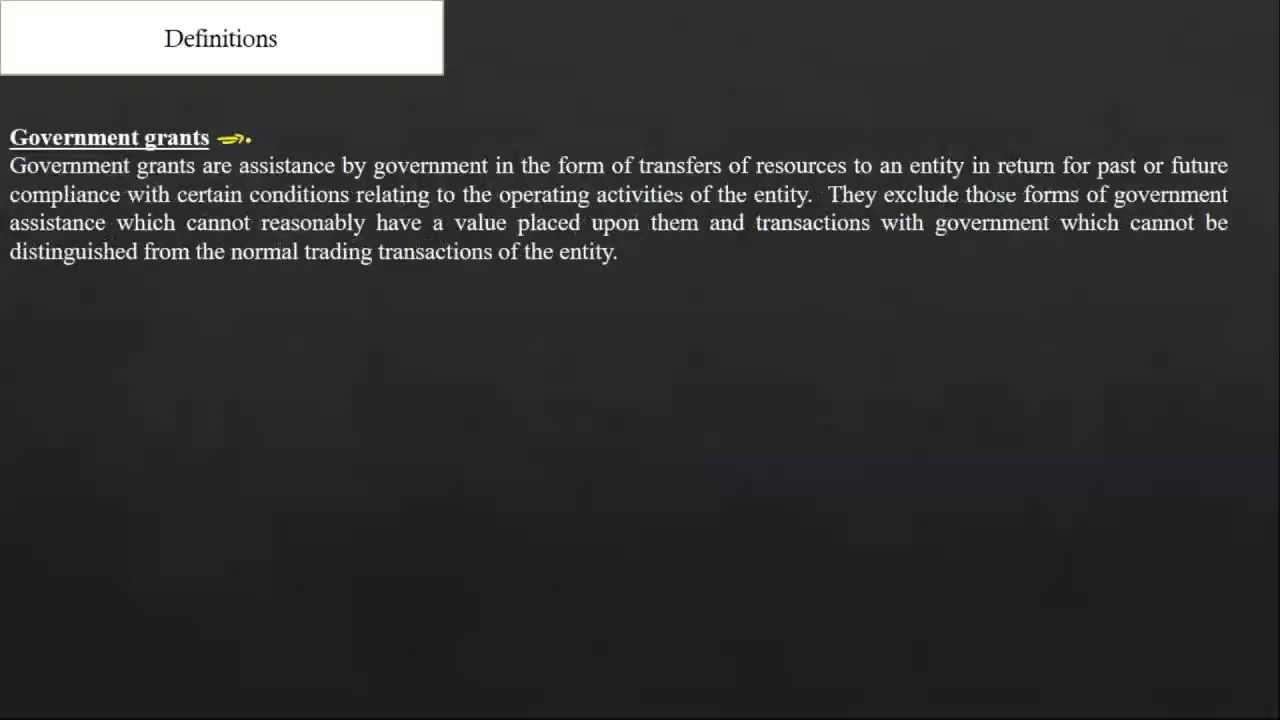 Definitions
Government grants
Government grants are assistance by government in the form of transfers of resources to an entity in return for past or future
compliance with certain conditions relating to the operating activities of the entity.  They exclude those forms of government
assistance which cannot reasonably have a value placed upon them and transactions with government which cannot be
distinguished from the normal trading transactions of the entity.